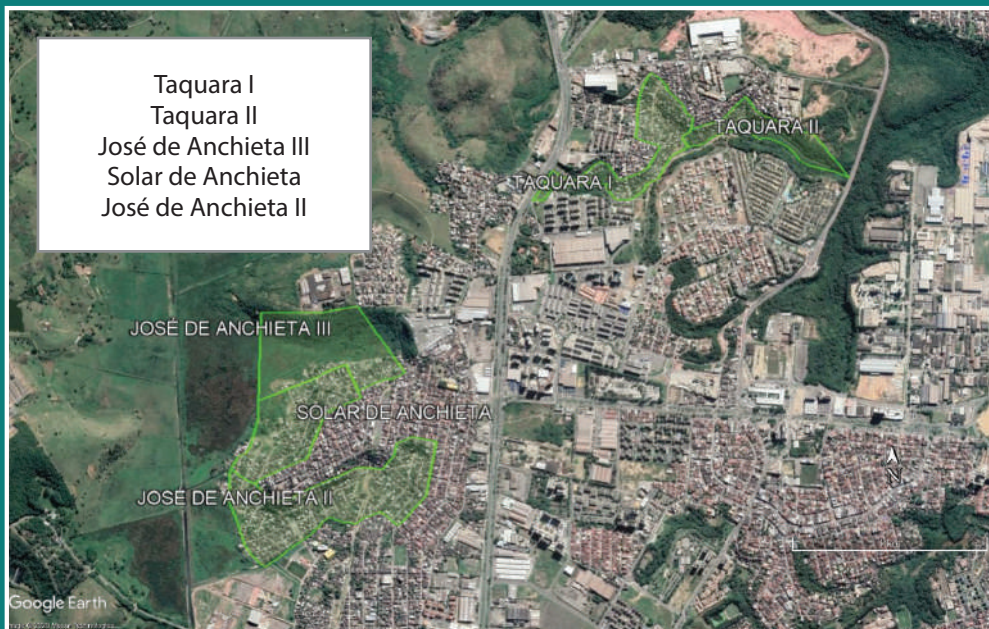 Taquara I
Taquara II
José de Anchieta III
Solar de Anchieta
José de Anchieta II
TAQUARA II
TAQUARA I
JOSÉ DE ANCHIETA III
SOLAR DE ANCHIETA
JOSÉ DE ANCHIETA II
N
Google Earth